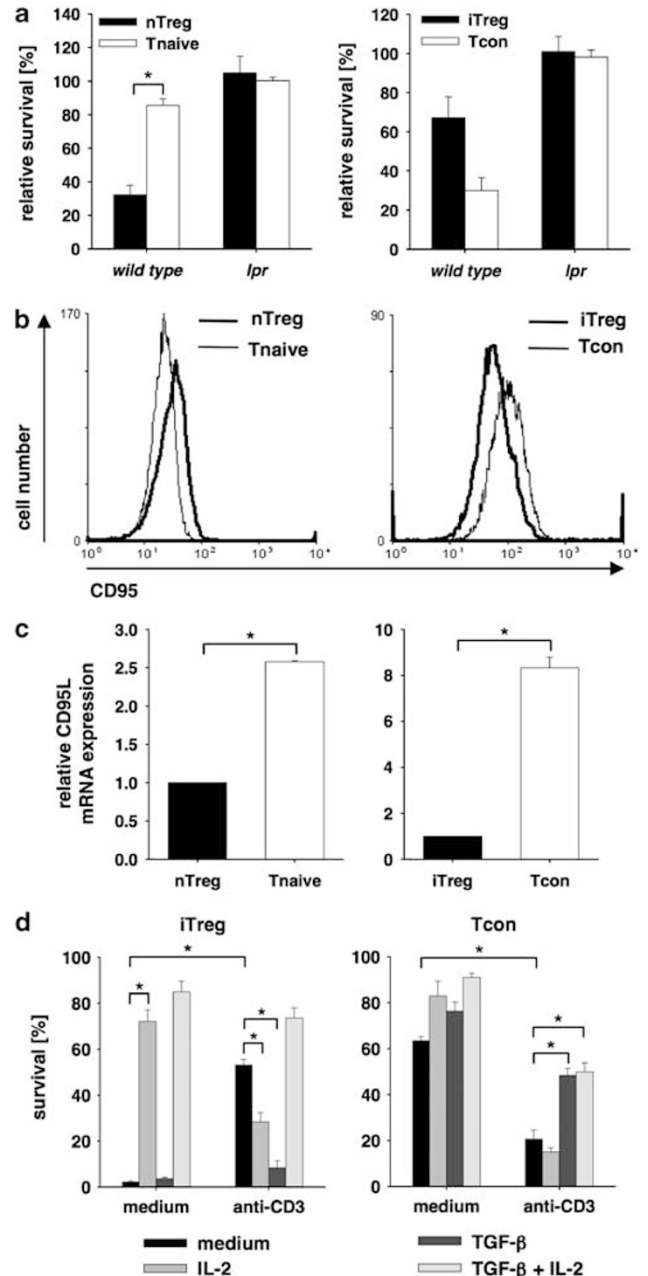 a
140
120
100
80
60
40
20
0
relative survival [%]
nTreg
Tnaive
*
wild type
lpr
120
100
80
60
40
20
0
relative survival [%]
iTreg
Tcon
wild type
lpr
b
cell number
170
0
nTreg
Tnaive
10⁰ 10¹ 10² 10³ 10⁴
90
0
iTreg
Tcon
10⁰ 10¹ 10² 10³ 10⁴
CD95
c
relative CD95L
mRNA expression
3.0
2.5
2.0
1.5
1.0
0.5
0.0
*
nTreg
Tnaive
10
8
6
4
2
0
*
iTreg
Tcon
d
iTreg
survival [%]
100
80
60
40
20
0
*
*
*
*
medium
anti-CD3
Tcon
100
80
60
40
20
0
*
*
*
medium
anti-CD3
medium
IL-2
TGF-β
TGF-β + IL-2